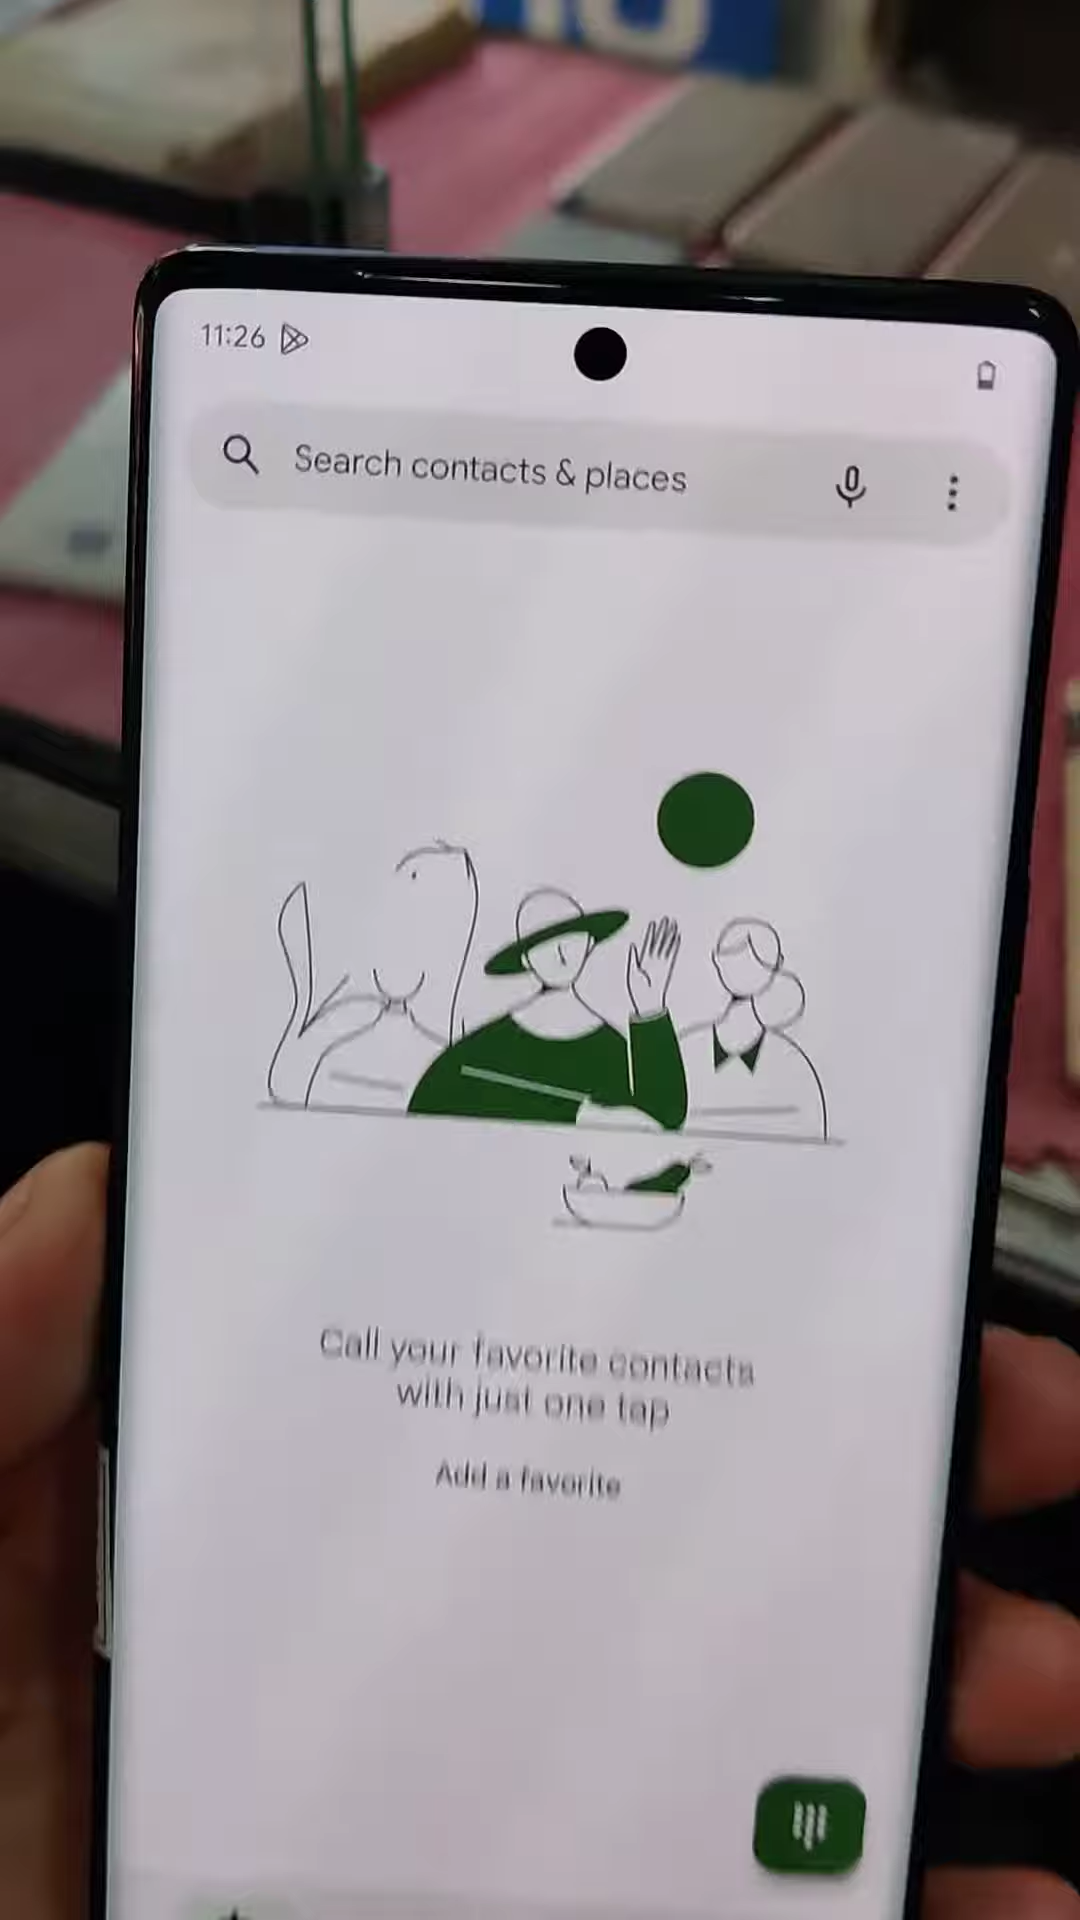 11:26
Search contacts & places
Call your favorite contacts
with just one tap
Add a favorite